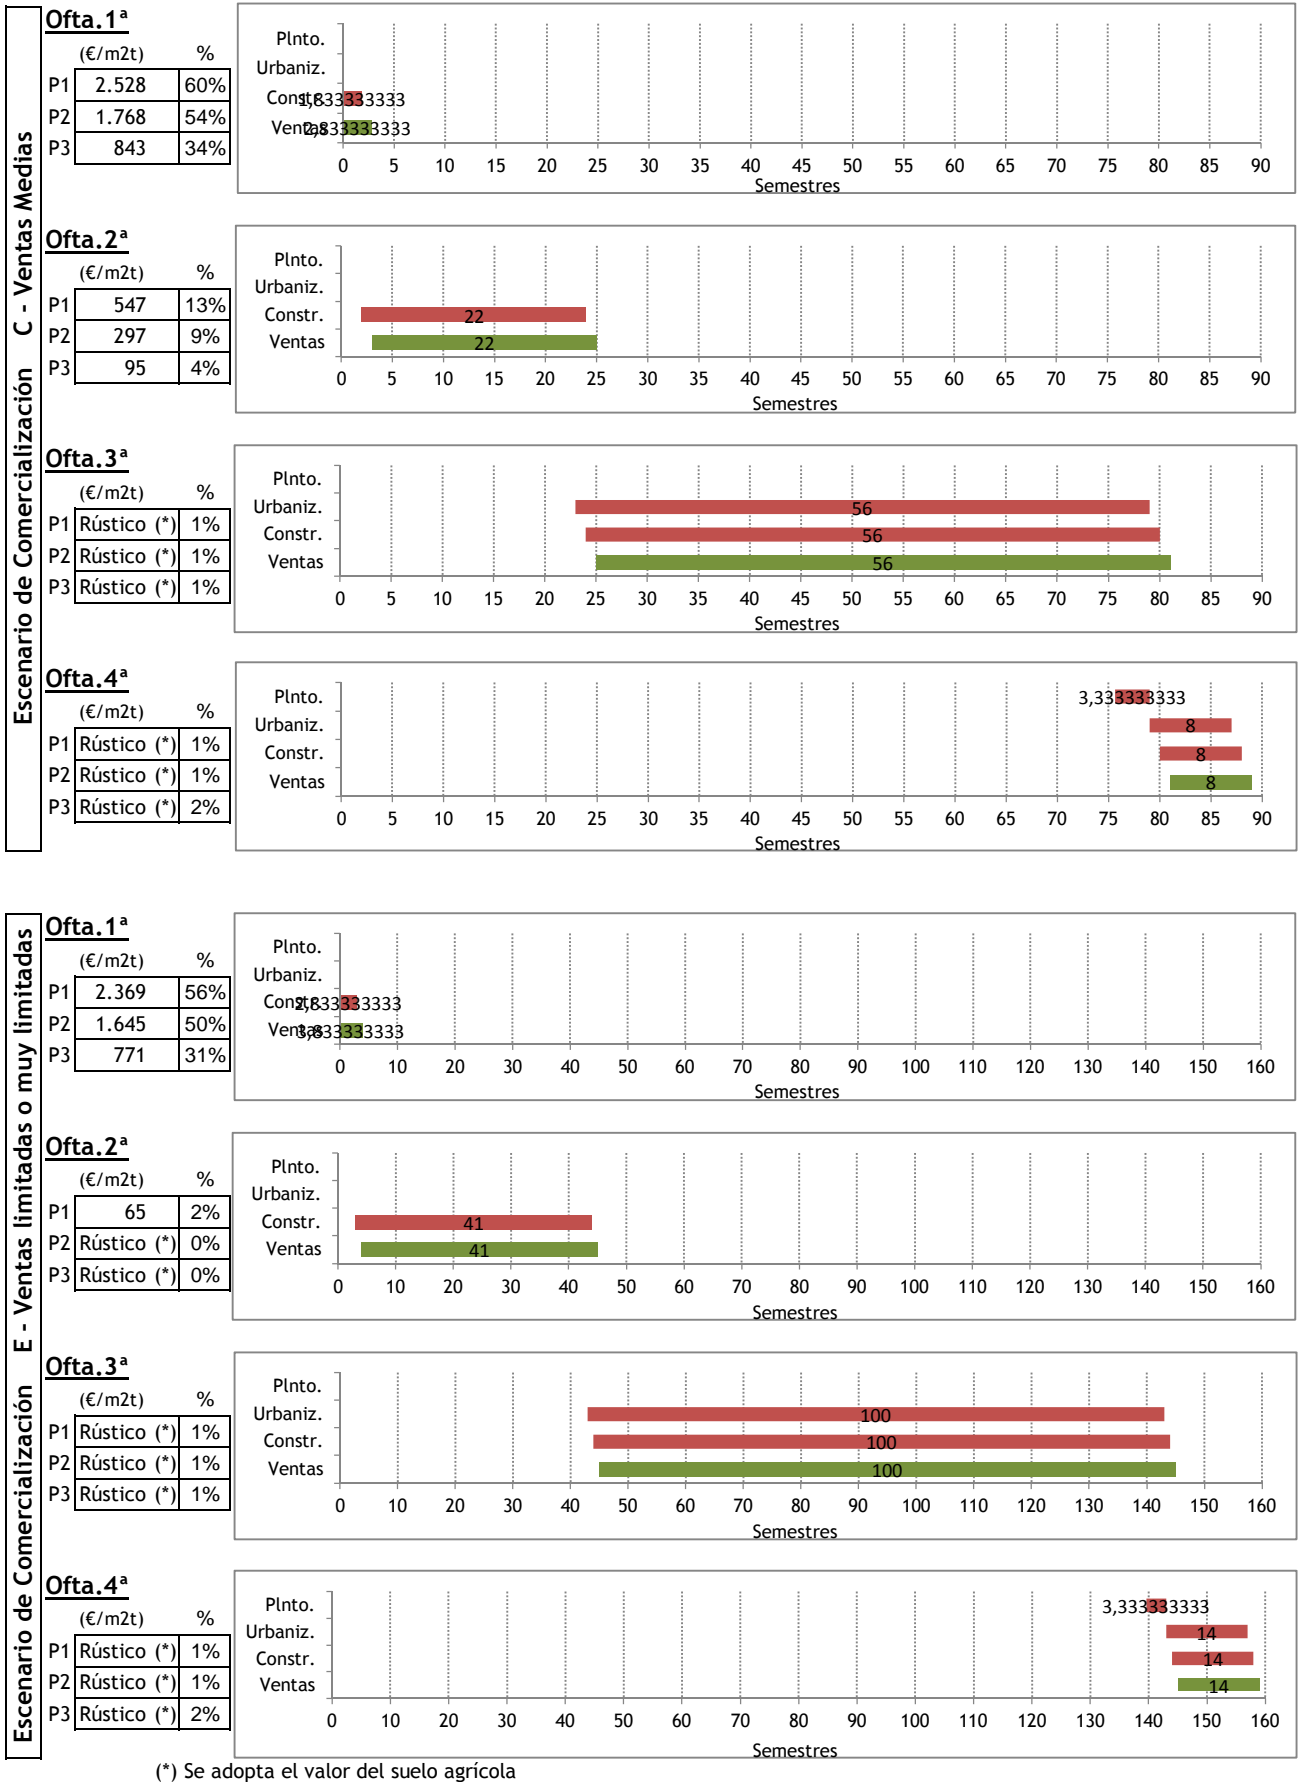 Escenario de Comercialización C - Ventas Medias
Ofta.1ª
(€/m2t) %
P1 2.528 60%
P2 1.768 54%
P3 843 34%
Plnto.
Urbaniz.
Constr. 1,833333333
Ventas 2,833333333
0 5 10 15 20 25 30 35 40 45 50 55 60 65 70 75 80 85 90
Semestres
Ofta.2ª
(€/m2t) %
P1 547 13%
P2 297 9%
P3 95 4%
Plnto.
Urbaniz.
Constr. 22
Ventas 22
0 5 10 15 20 25 30 35 40 45 50 55 60 65 70 75 80 85 90
Semestres
Ofta.3ª
(€/m2t) %
P1 Rústico (*) 1%
P2 Rústico (*) 1%
P3 Rústico (*) 1%
Plnto.
Urbaniz. 56
Constr. 56
Ventas 56
0 5 10 15 20 25 30 35 40 45 50 55 60 65 70 75 80 85 90
Semestres
Ofta.4ª
(€/m2t) %
P1 Rústico (*) 1%
P2 Rústico (*) 1%
P3 Rústico (*) 2%
Plnto. 3,333333333
Urbaniz. 8
Constr. 8
Ventas 8
0 5 10 15 20 25 30 35 40 45 50 55 60 65 70 75 80 85 90
Semestres
Escenario de Comercialización E - Ventas limitadas o muy limitadas
Ofta.1ª
(€/m2t) %
P1 2.369 56%
P2 1.645 50%
P3 771 31%
Plnto.
Urbaniz.
Constr. 2,833333333
Ventas 3,833333333
0 10 20 30 40 50 60 70 80 90 100 110 120 130 140 150 160
Semestres
Ofta.2ª
(€/m2t) %
P1 65 2%
P2 Rústico (*) 0%
P3 Rústico (*) 0%
Plnto.
Urbaniz.
Constr. 41
Ventas 41
0 10 20 30 40 50 60 70 80 90 100 110 120 130 140 150 160
Semestres
Ofta.3ª
(€/m2t) %
P1 Rústico (*) 1%
P2 Rústico (*) 1%
P3 Rústico (*) 1%
Plnto.
Urbaniz. 100
Constr. 100
Ventas 100
0 10 20 30 40 50 60 70 80 90 100 110 120 130 140 150 160
Semestres
Ofta.4ª
(€/m2t) %
P1 Rústico (*) 1%
P2 Rústico (*) 1%
P3 Rústico (*) 2%
Plnto. 3,333333333
Urbaniz. 14
Constr. 14
Ventas 14
0 10 20 30 40 50 60 70 80 90 100 110 120 130 140 150 160
Semestres
(*) Se adopta el valor del suelo agrícola